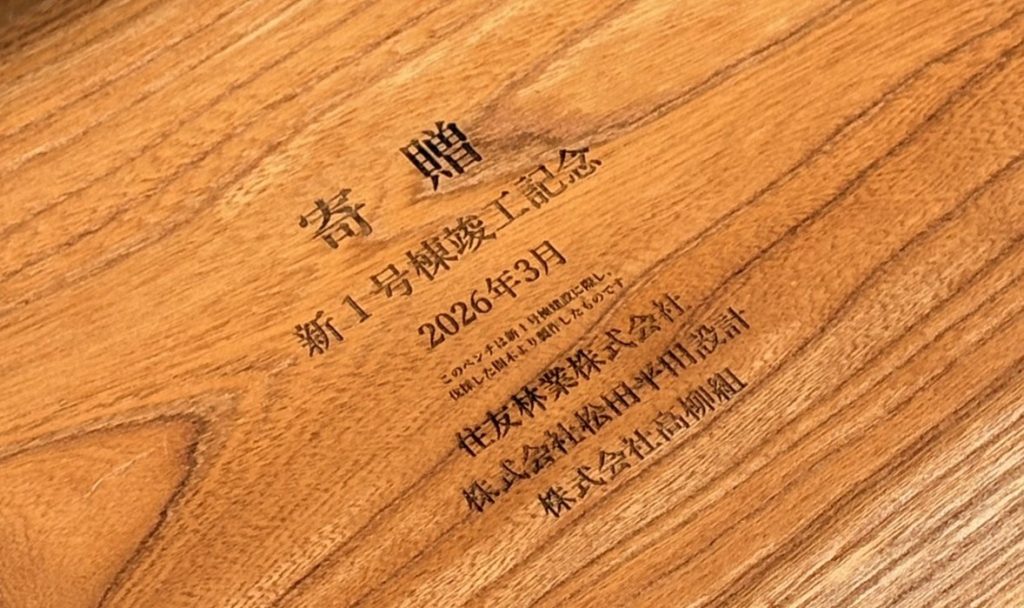 寄贈
新1号棟竣工記念
2026年3月
このベンチは新1号棟建設に際し、
伐採した樹木より製作したものです
住友林業株式会社
株式会社松田平田設計
株式会社高柳組